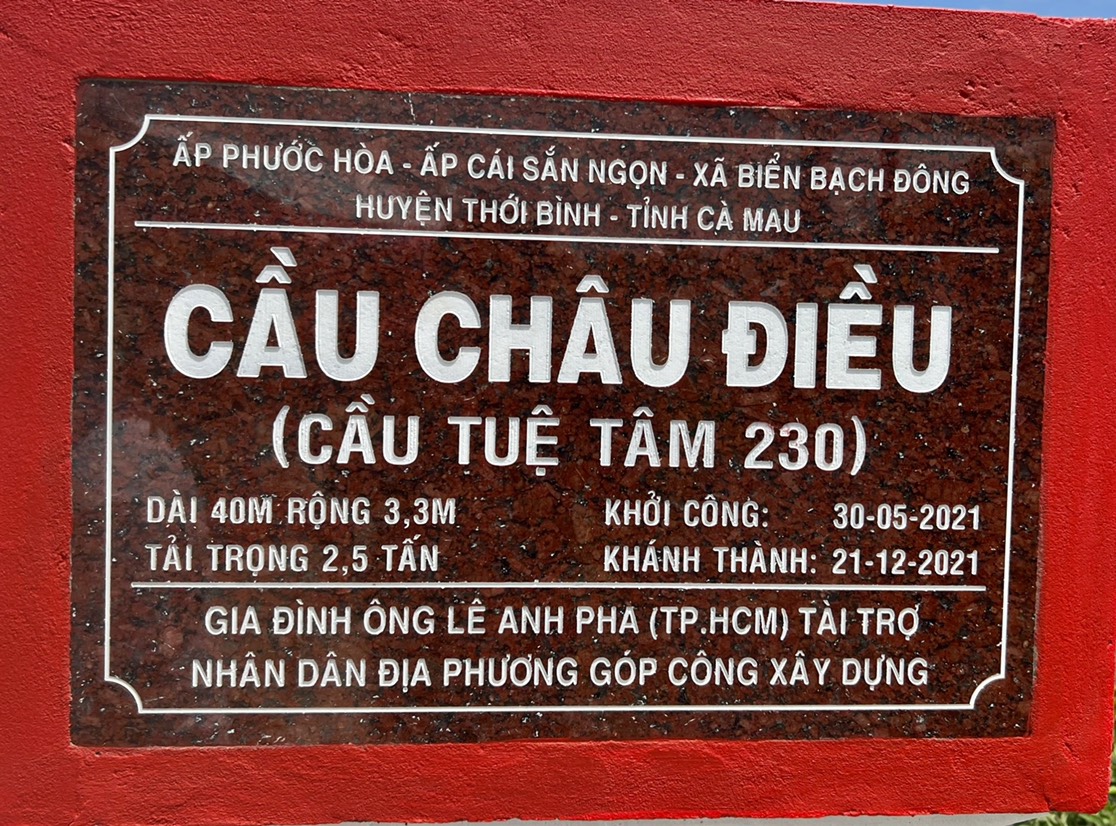 ẤP PHƯỚC HÒA - ẤP CÁI SẮN NGỌN - XÃ BIỂN BẠCH ĐÔNG
HUYỆN THỚI BÌNH - TỈNH CÀ MAU
CẦU CHÂU ĐIỀU
(CẦU TUỆ TÂM 230)
DÀI 40M RỘNG 3,3M KHỞI CÔNG: 30-05-2021
TẢI TRỌNG 2,5 TẤN KHÁNH THÀNH: 21-12-2021
GIA ĐÌNH ÔNG LÊ ANH PHA (TP.HCM) TÀI TRỢ
NHÂN DÂN ĐỊA PHƯƠNG GÓP CÔNG XÂY DỰNG